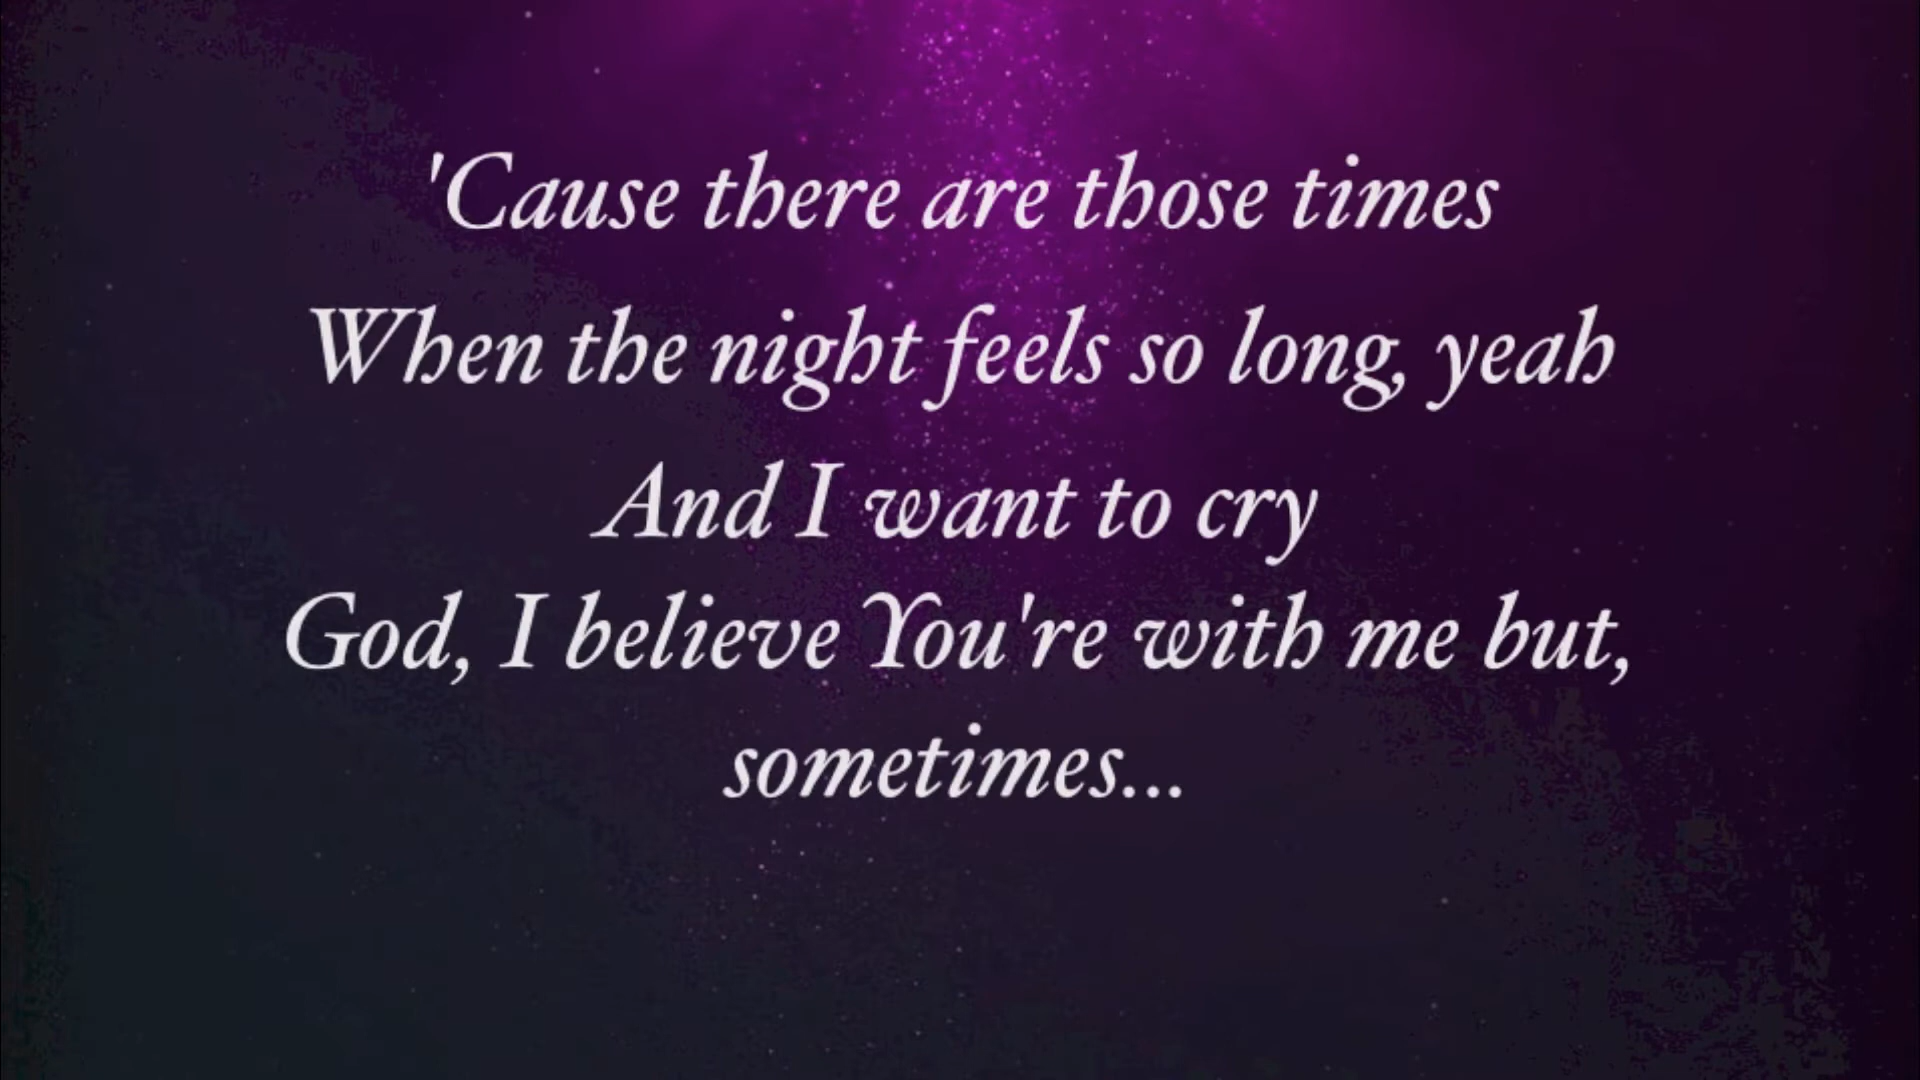 'Cause there are those times
When the night feels so long, yeah
And I want to cry
God, I believe You're with me but,
sometimes...